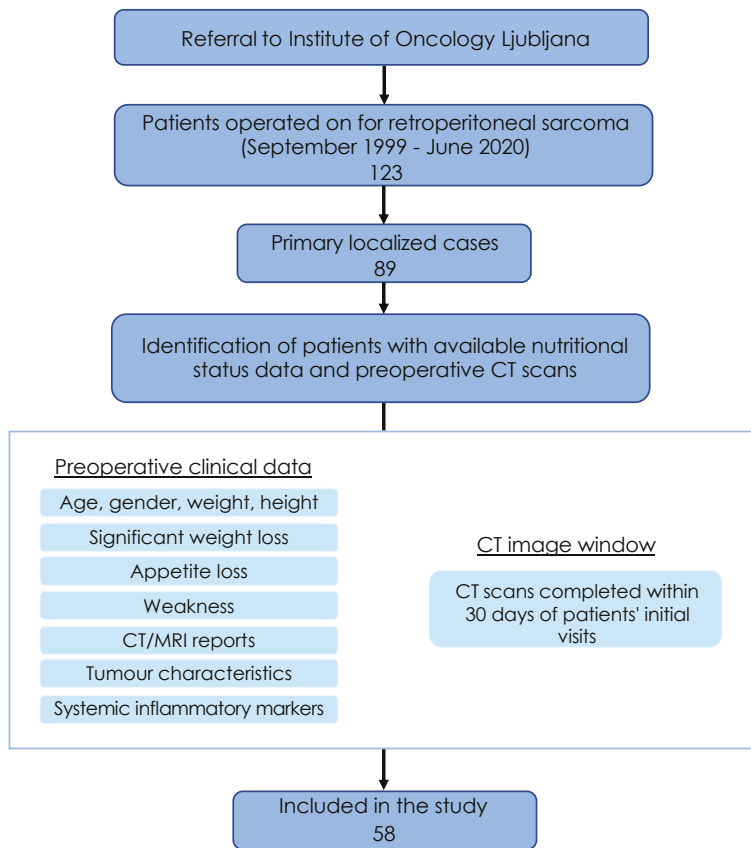 Referral to Institute of Oncology Ljubljana
Patients operated on for retroperitoneal sarcoma
(September 1999 - June 2020)
123
Primary localized cases
89
Identification of patients with available nutritional
status data and preoperative CT scans
Preoperative clinical data
Age, gender, weight, height
Significant weight loss
Appetite loss
Weakness
CT/MRI reports
Tumour characteristics
Systemic inflammatory markers
CT image window
CT scans completed within
30 days of patients' initial
visits
Included in the study
58